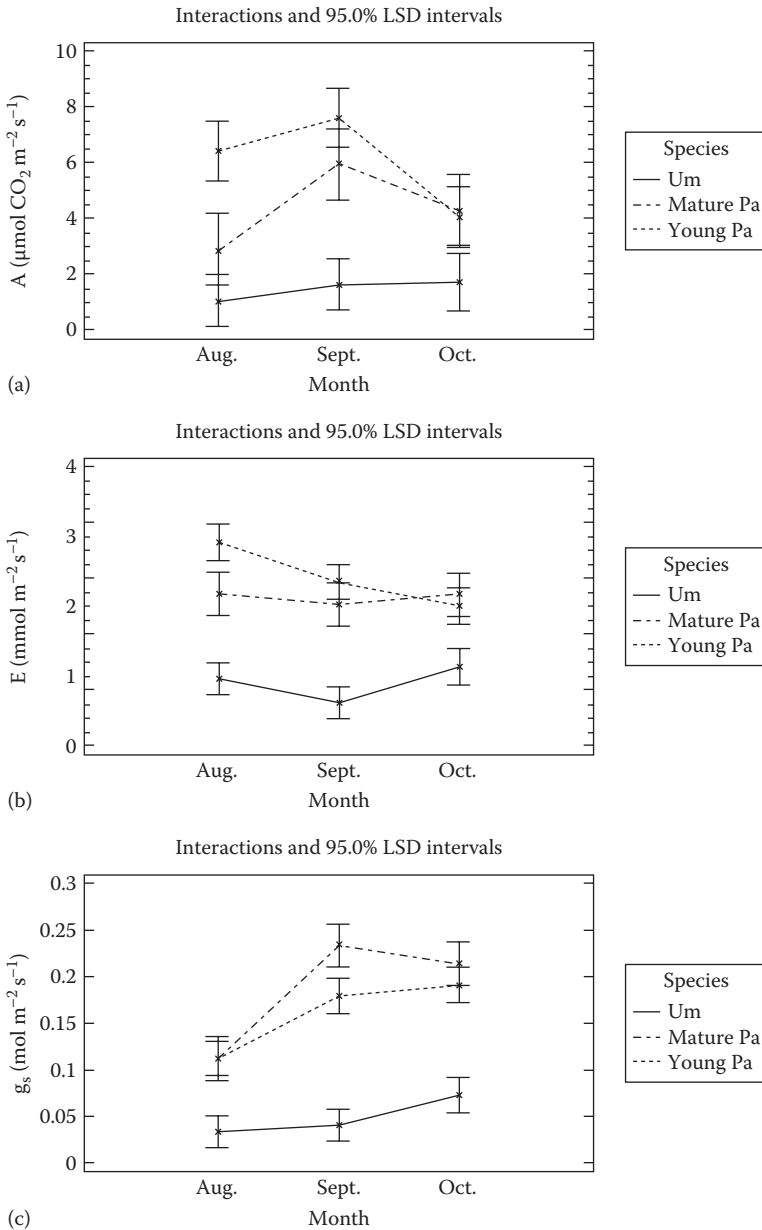 Interactions and 95.0% LSD intervals
10
8
6
4
2
0
A (µmol CO₂ m⁻² s⁻¹)
Aug.
Sept.
Oct.
Month
Species
Um
Mature Pa
Young Pa
(a)
Interactions and 95.0% LSD intervals
4
3
2
1
0
E (mmol m⁻² s⁻¹)
Aug.
Sept.
Oct.
Month
Species
Um
Mature Pa
Young Pa
(b)
Interactions and 95.0% LSD intervals
0.3
0.25
0.2
0.15
0.1
0.05
0
gₛ (mol m⁻² s⁻¹)
Aug.
Sept.
Oct.
Month
Species
Um
Mature Pa
Young Pa
(c)